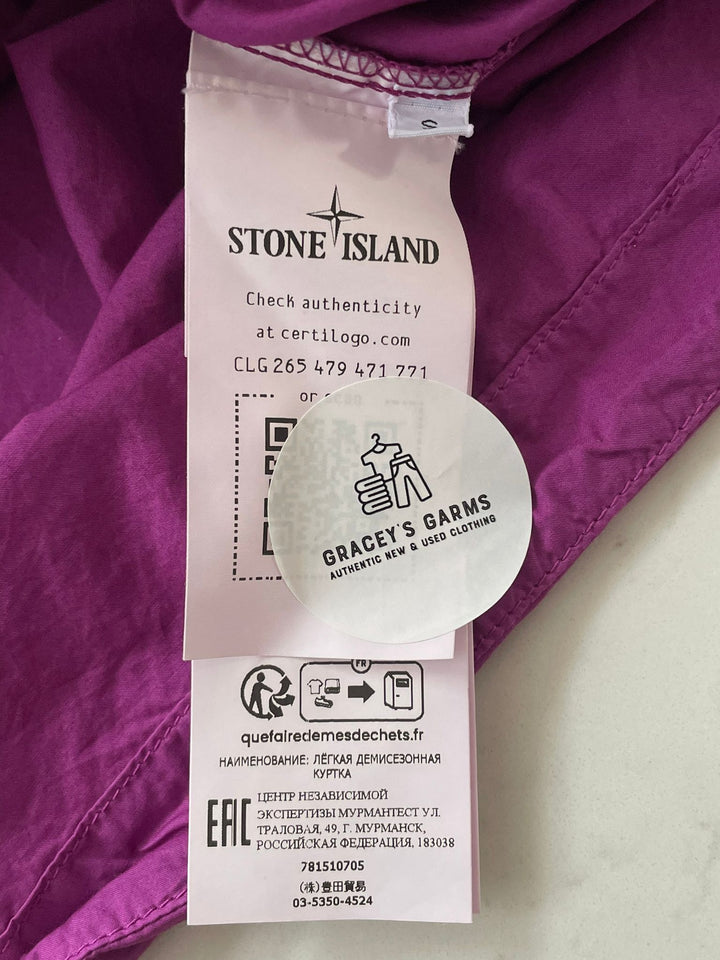 S
STONE ISLAND
Check authenticity
at certilogo.com
CLG 265 479 471 771
or
GRACEY'S GARMS
AUTHENTIC NEW & USED CLOTHING
FR
quefairedemesdechets.fr
НАИМЕНОВАНИЕ: ЛЁГКАЯ ДЕМИСЕЗОННАЯ
КУРТКА
EAC
ЦЕНТР НЕЗАВИСИМОЙ
ЭКСПЕРТИЗЫ МУРМАНТЕСТ УЛ.
ТРАЛОВАЯ, 49, Г. МУРМАНСК,
РОССИЙСКАЯ ФЕДЕРАЦИЯ, 183038
781510705
(株)豊田貿易
03-5350-4524